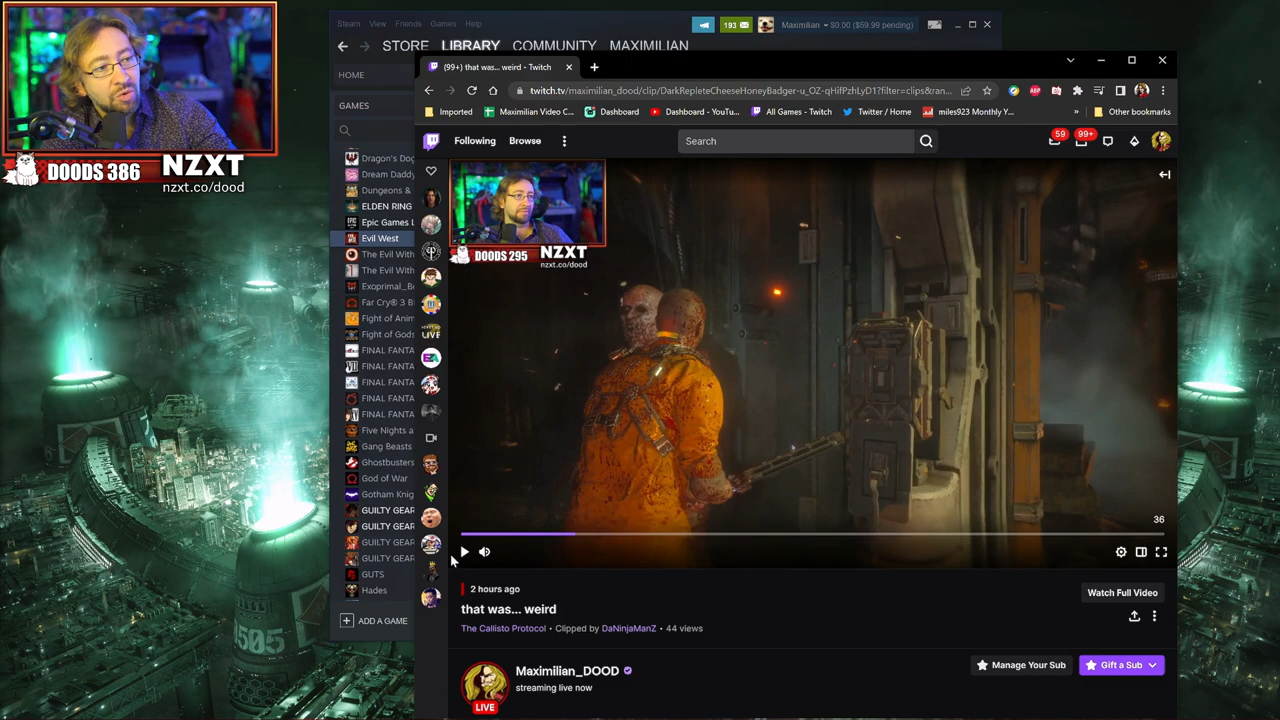 DOODS 386
NZXT
nzxt.co/dood
Steam View Friends Games Help
193
Maximilian
$0.00 ($59.99 pending)
STORE LIBRARY COMMUNITY MAXIMILIAN
HOME
GAMES
Dragon's Dog
Dream Daddy
Dungeons &
ELDEN RING
Epic Games L
Evil West
The Evil With
The Evil With
Exoprimal_Be
Far Cry® 3 Bl
Fight of Anim
Fight of Gods
FINAL FANTA
FINAL FANTA
FINAL FANTA
FINAL FANTA
FINAL FANTA
Five Nights a
Gang Beasts
Ghostbusters
God of War
Gotham Knig
GUILTY GEAR
GUILTY GEAR
GUILTY GEAR
GUILTY GEAR
GUTS
Hades
ADD A GAME
(99+) that was... weird - Twitch
twitch.tv/maximilian_dood/clip/DarkRepleteCheeseHoneyBadger-u_OZ-qHifPzhLyD1?filter=clips&ran...
Imported Maximilian Video C... Dashboard Dashboard - YouTu... All Games - Twitch Twitter / Home miles923 Monthly Y... » Other bookmarks
Following Browse Search 59 99+
DOODS 295
NZXT
nzxt.co/dood
LIVE
EA
36
2 hours ago
Watch Full Video
that was... weird
The Callisto Protocol • Clipped by DaNinjaManZ • 44 views
Maximilian_DOOD
Manage Your Sub Gift a Sub
streaming live now
LIVE
505